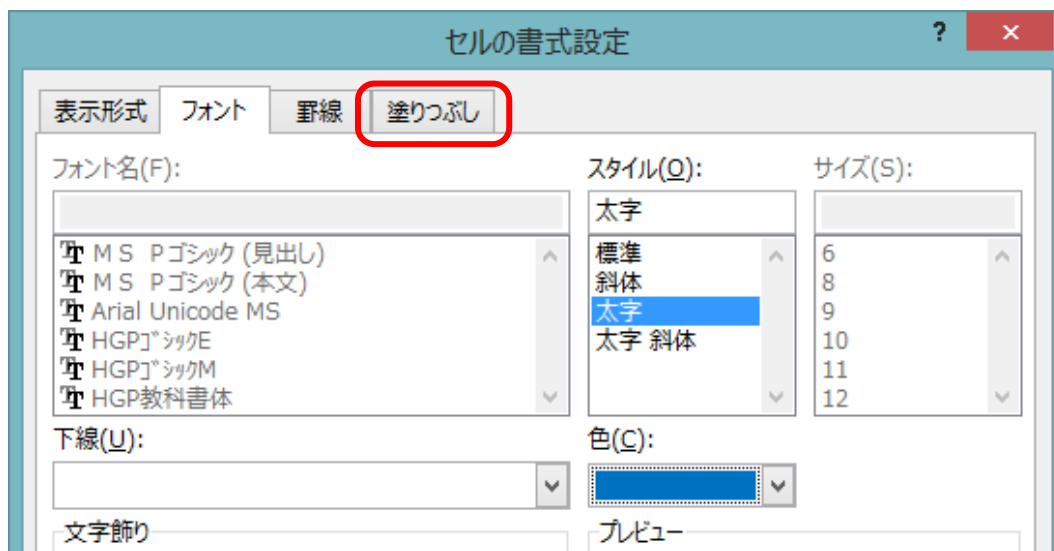 セルの書式設定
? ×
表示形式 フォント 罫線 塗りつぶし
フォント名(F): スタイル(O): サイズ(S):
太字
ＭＳ Ｐゴシック (見出し) 標準 6
ＭＳ Ｐゴシック (本文) 斜体 8
Arial Unicode MS 太字 9
HGPｺﾞｼｯｸE 太字 斜体 10
HGPｺﾞｼｯｸM 11
HGP教科書体 12
下線(U): 色(C):
文字飾り プレビュー